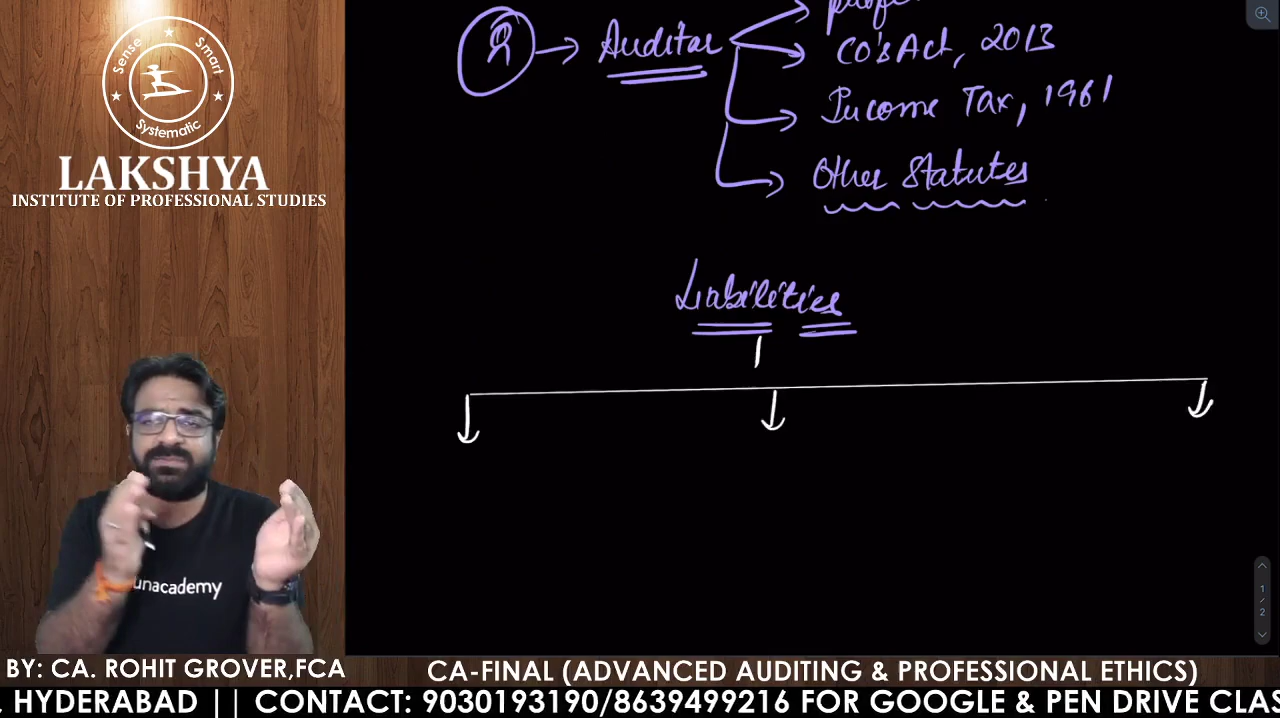 Sense
Smart
Systematic
LAKSHYA
INSTITUTE OF PROFESSIONAL STUDIES
Auditor
Co's Act, 2013
Income Tax, 1961
Other Statutes
Liabilities
unacademy
1
/
2
BY: CA. ROHIT GROVER,FCA
CA-FINAL (ADVANCED AUDITING & PROFESSIONAL ETHICS)
. HYDERABAD || CONTACT: 9030193190/8639499216 FOR GOOGLE & PEN DRIVE CLAS